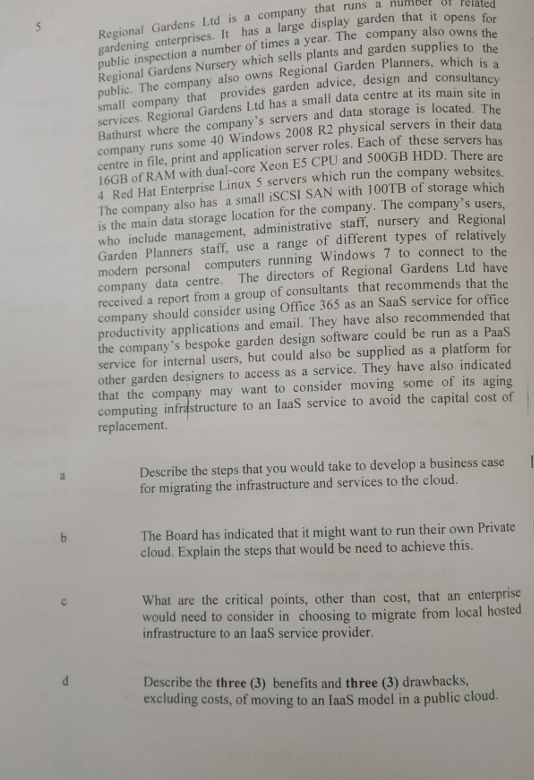 5
Regional Gardens Ltd is a company that runs a number of related
gardening enterprises. It has a large display garden that it opens for
public inspection a number of times a year. The company also owns the
Regional Gardens Nursery which sells plants and garden supplies to the
public. The company also owns Regional Garden Planners, which is a
small company that provides garden advice, design and consultancy
services. Regional Gardens Ltd has a small data centre at its main site in
Bathurst where the company's servers and data storage is located. The
company runs some 40 Windows 2008 R2 physical servers in their data
centre in file, print and application server roles. Each of these servers has
16GB of RAM with dual-core Xeon E5 CPU and 500GB HDD. There are
4 Red Hat Enterprise Linux 5 servers which run the company websites.
The company also has a small iSCSI SAN with 100TB of storage which
is the main data storage location for the company. The company's users,
who include management, administrative staff, nursery and Regional
Garden Planners staff, use a range of different types of relatively
modern personal computers running Windows 7 to connect to the
company data centre. The directors of Regional Gardens Ltd have
received a report from a group of consultants that recommends that the
company should consider using Office 365 as an SaaS service for office
productivity applications and email. They have also recommended that
the company's bespoke garden design software could be run as a PaaS
service for internal users, but could also be supplied as a platform for
other garden designers to access as a service. They have also indicated
that the company may want to consider moving some of its aging
computing infrastructure to an IaaS service to avoid the capital cost of
replacement.
a
Describe the steps that you would take to develop a business case
for migrating the infrastructure and services to the cloud.
b
The Board has indicated that it might want to run their own Private
cloud. Explain the steps that would be need to achieve this.
c
What are the critical points, other than cost, that an enterprise
would need to consider in choosing to migrate from local hosted
infrastructure to an IaaS service provider.
d
Describe the three (3) benefits and three (3) drawbacks,
excluding costs, of moving to an IaaS model in a public cloud.